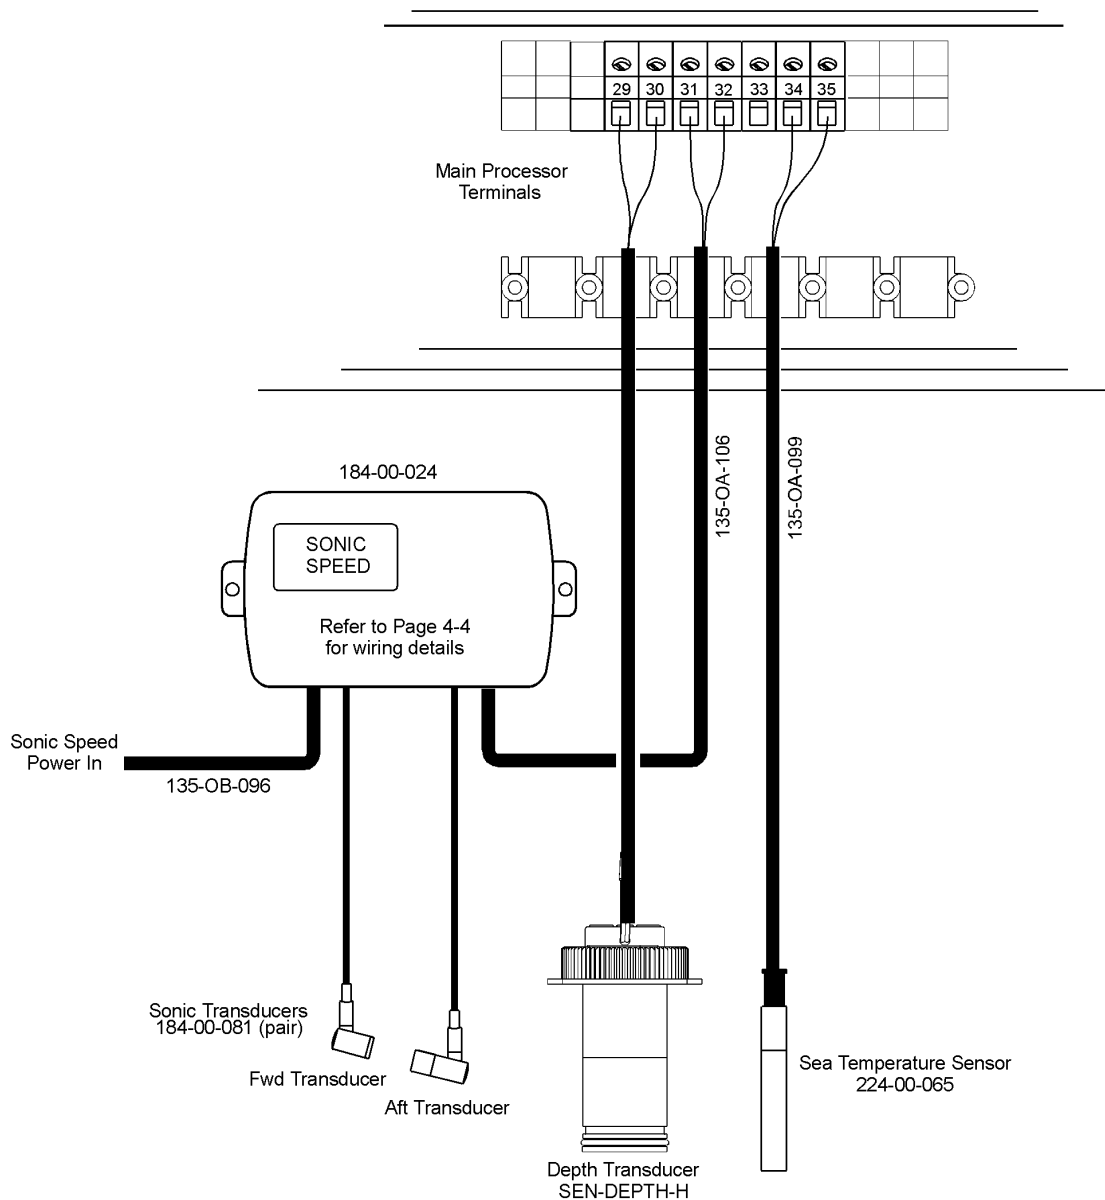 29 30 31 32 33 34 35
Main Processor
Terminals
135-OA-106
135-OA-099
184-00-024
SONIC
SPEED
Refer to Page 4-4
for wiring details
Sonic Speed
Power In
135-OB-096
Sonic Transducers
184-00-081 (pair)
Fwd Transducer
Aft Transducer
Sea Temperature Sensor
224-00-065
Depth Transducer
SEN-DEPTH-H